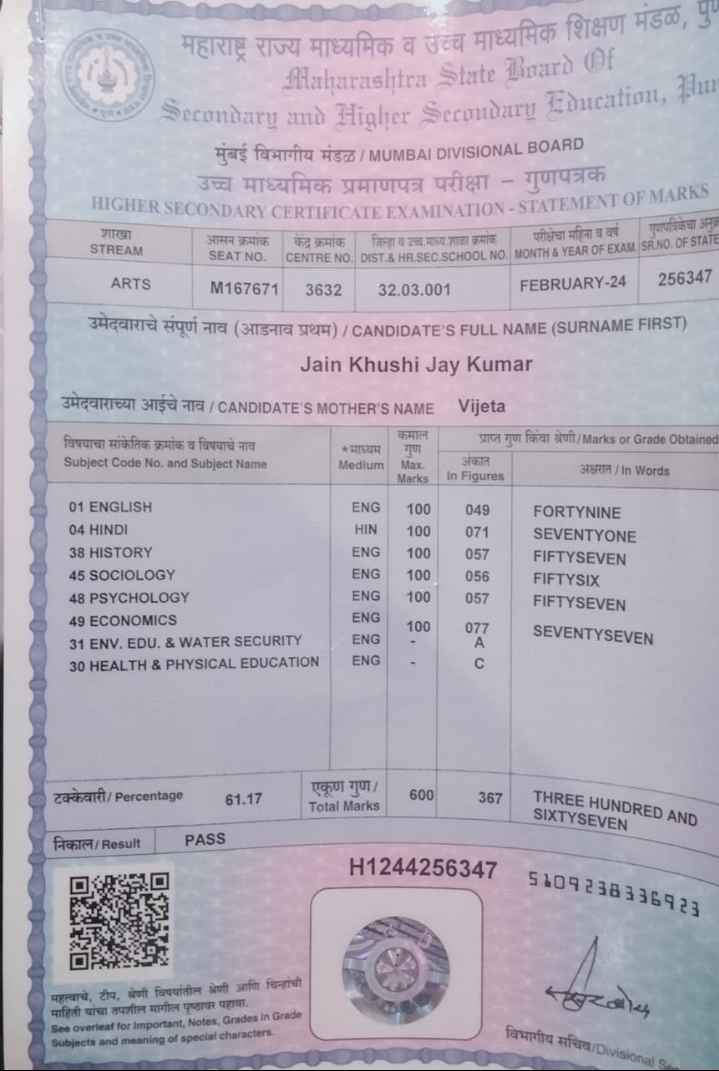 महाराष्ट्र राज्य माध्यमिक व उच्च माध्यमिक शिक्षण मंडळ,
Maharashtra State Board Of
Secondary and Higher Secondary Education,
मुंबई विभागीय मंडळ / MUMBAI DIVISIONAL BOARD
उच्च माध्यमिक प्रमाणपत्र परीक्षा – गुणपत्रक
HIGHER SECONDARY CERTIFICATE EXAMINATION - STATEMENT OF MARKS
शाखा आसन क्रमांक केंद्र क्रमांक जिल्हा व उच्च.माध्य.शाळा क्रमांक परीक्षेचा महिना व वर्ष गुणपत्रिकेचा
STREAM SEAT NO. CENTRE NO. DIST.& HR.SEC.SCHOOL NO. MONTH & YEAR OF EXAM. SR.NO. OF STATE
ARTS M167671 3632 32.03.001 FEBRUARY-24 256347
उमेदवाराचे संपूर्ण नाव (आडनाव प्रथम) / CANDIDATE'S FULL NAME (SURNAME FIRST)
Jain Khushi Jay Kumar
उमेदवाराच्या आईचे नाव / CANDIDATE'S MOTHER'S NAME Vijeta
विषयाचा सांकेतिक क्रमांक व विषयाचे नाव
Subject Code No. and Subject Name
*माध्यम
Medium
कमाल
गुण
Max.
Marks
प्राप्त गुण किंवा श्रेणी/Marks or Grade Obtained
अंकात
In Figures
अक्षरात / In Words
01 ENGLISH ENG 100 049 FORTYNINE
04 HINDI HIN 100 071 SEVENTYONE
38 HISTORY ENG 100 057 FIFTYSEVEN
45 SOCIOLOGY ENG 100 056 FIFTYSIX
48 PSYCHOLOGY ENG 100 057 FIFTYSEVEN
49 ECONOMICS ENG 100 077 SEVENTYSEVEN
31 ENV. EDU. & WATER SECURITY ENG - A
30 HEALTH & PHYSICAL EDUCATION ENG - C
टक्केवारी/ Percentage 61.17
एकूण गुण/
Total Marks
600 367 THREE HUNDRED AND
SIXTYSEVEN
निकाल/ Result PASS
H1244256347
5109238336923
महत्वाचे, टीप, श्रेणी विषयांतील श्रेणी आणि चिन्हांची
माहिती यांचा तपशील मागील पृष्ठावर पहावा.
See overleaf for Important, Notes, Grades in Grade
Subjects and meaning of special characters.
विभागीय सचिव/Divisional